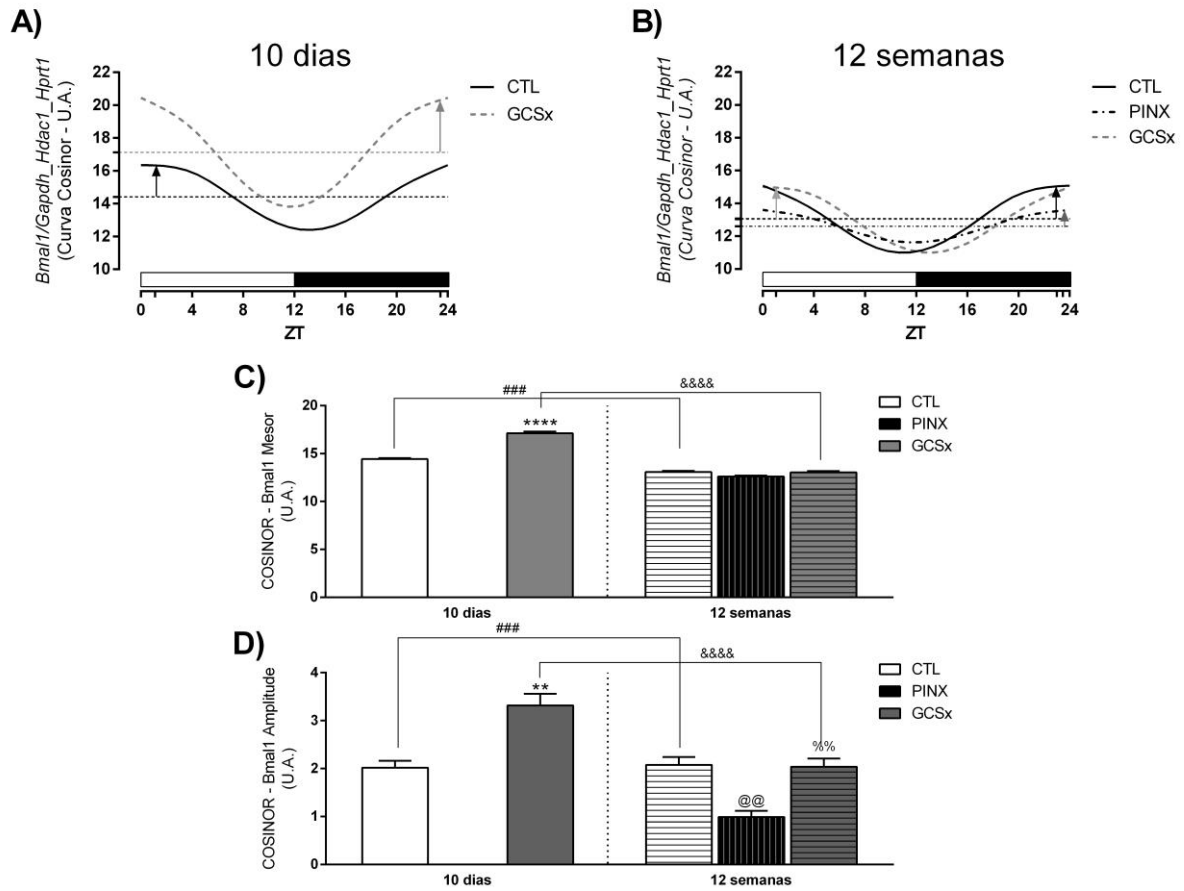 A)
10 dias
Bmal1/Gapdh_Hdac1_Hprt1
(Curva Cosinor - U.A.)
22
20
18
16
14
12
10
CTL
GCSx
0 4 8 12 16 20 24
ZT
B)
12 semanas
Bmal1/Gapdh_Hdac1_Hprt1
(Curva Cosinor - U.A.)
22
20
18
16
14
12
10
CTL
PINX
GCSx
0 4 8 12 16 20 24
ZT
C)
COSINOR - Bmal1 Mesor
(U.A.)
20
15
10
5
0
###
&&&&
****
CTL
PINX
GCSx
10 dias 12 semanas
D)
COSINOR - Bmal1 Amplitude
(U.A.)
4
3
2
1
0
###
&&&&
**
@@
%%
CTL
PINX
GCSx
10 dias 12 semanas